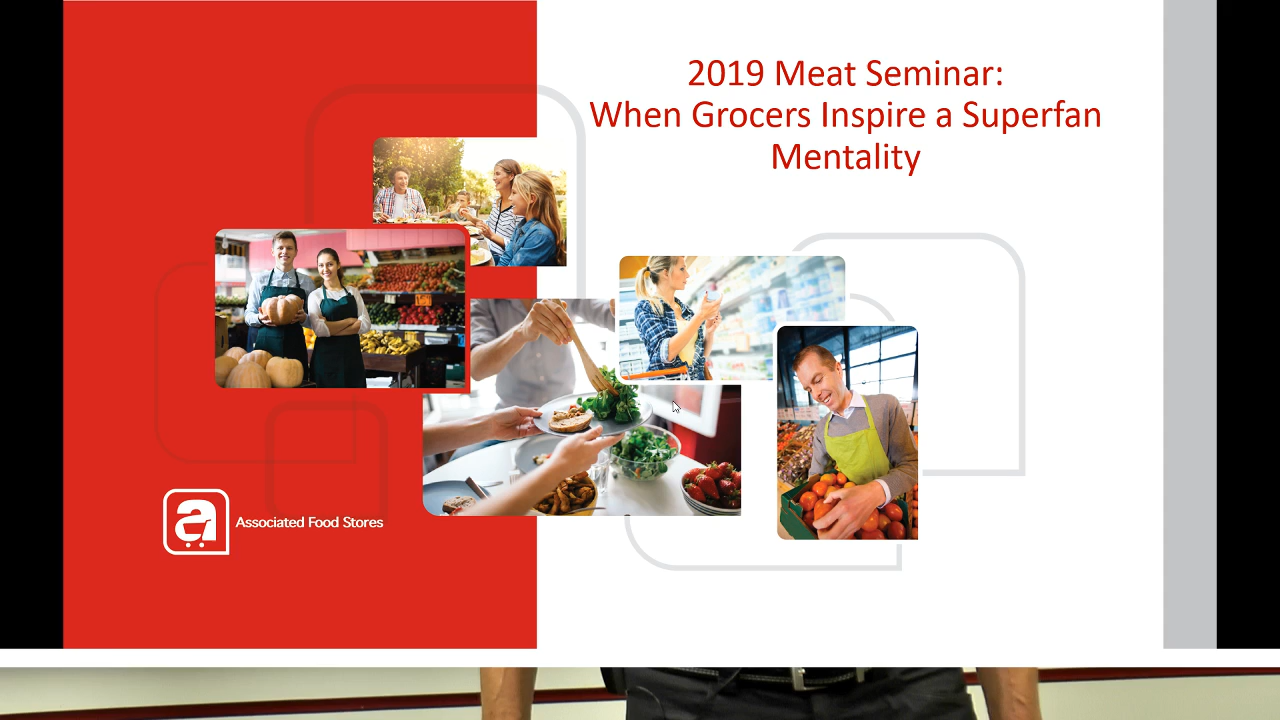 2019 Meat Seminar:
When Grocers Inspire a Superfan
Mentality
a
Associated Food Stores